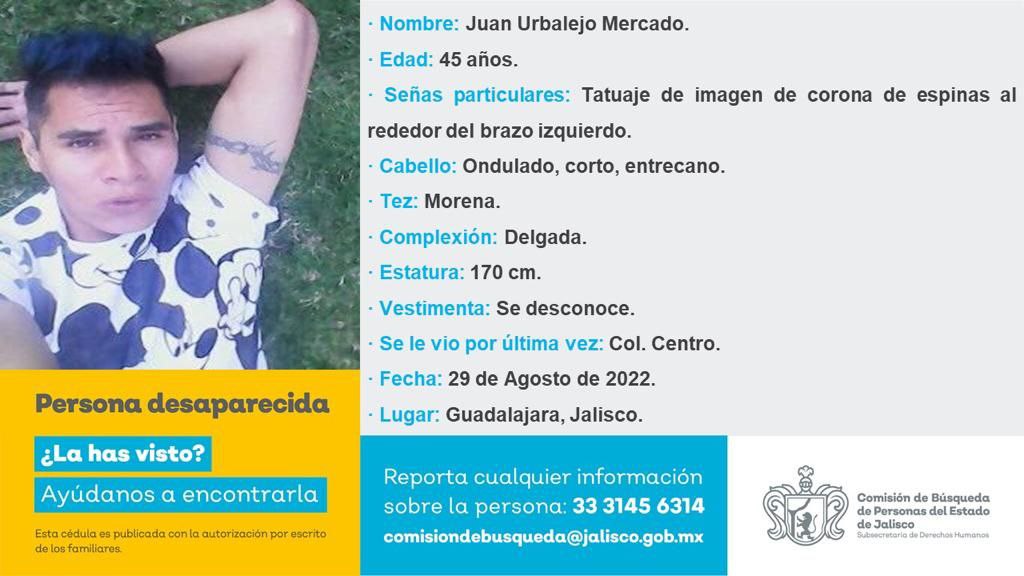 · Nombre: Juan Urbalejo Mercado.
· Edad: 45 años.
· Señas particulares: Tatuaje de imagen de corona de espinas al
rededor del brazo izquierdo.
· Cabello: Ondulado, corto, entrecano.
· Tez: Morena.
· Complexión: Delgada.
· Estatura: 170 cm.
· Vestimenta: Se desconoce.
· Se le vio por última vez: Col. Centro.
· Fecha: 29 de Agosto de 2022.
· Lugar: Guadalajara, Jalisco.
Persona desaparecida
¿La has visto?
Ayúdanos a encontrarla
Esta cédula es publicada con la autorización por escrito
de los familiares.
Reporta cualquier información
sobre la persona: 33 3145 6314
comisiondebusqueda@jalisco.gob.mx
Comisión de Búsqueda
de Personas del Estado
de Jalisco
Subsecretaría de Derechos Humanos